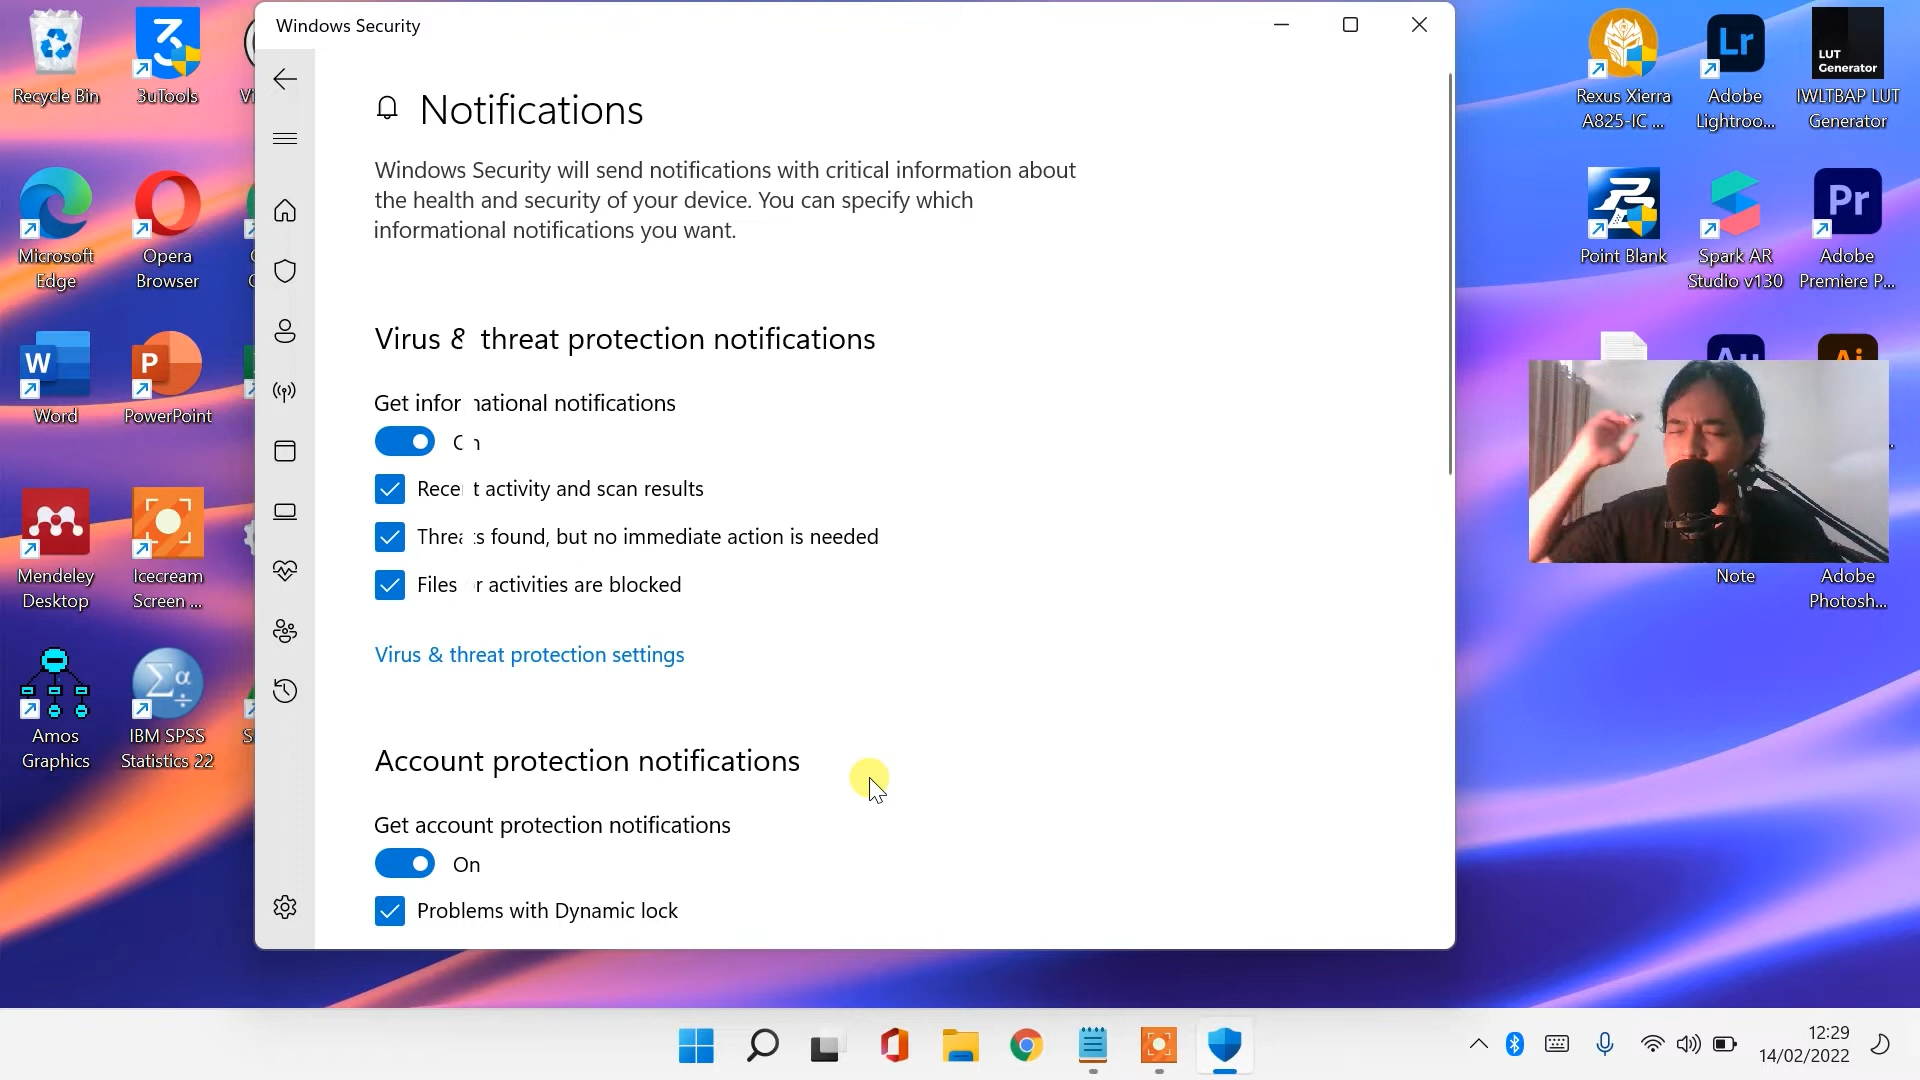 Windows Security
Notifications
Windows Security will send notifications with critical information about
the health and security of your device. You can specify which
informational notifications you want.
Virus & threat protection notifications
Get informational notifications
On
Recent activity and scan results
Threats found, but no immediate action is needed
Files or activities are blocked
Virus & threat protection settings
Account protection notifications
Get account protection notifications
On
Problems with Dynamic lock
Recycle Bin
3uTools
Microsoft
Edge
Opera
Browser
W
Word
P
PowerPoint
Mendeley
Desktop
Icecream
Screen ...
Amos
Graphics
Σα
IBM SPSS
Statistics 22
Rexus Xierra
A825-IC ...
Lr
Adobe
Lightroo...
LUT
Generator
IWLTBAP LUT
Generator
Point Blank
Spark AR
Studio v130
Pr
Adobe
Premiere P...
Au
Ai
Note
Adobe
Photosh...
12:29
14/02/2022